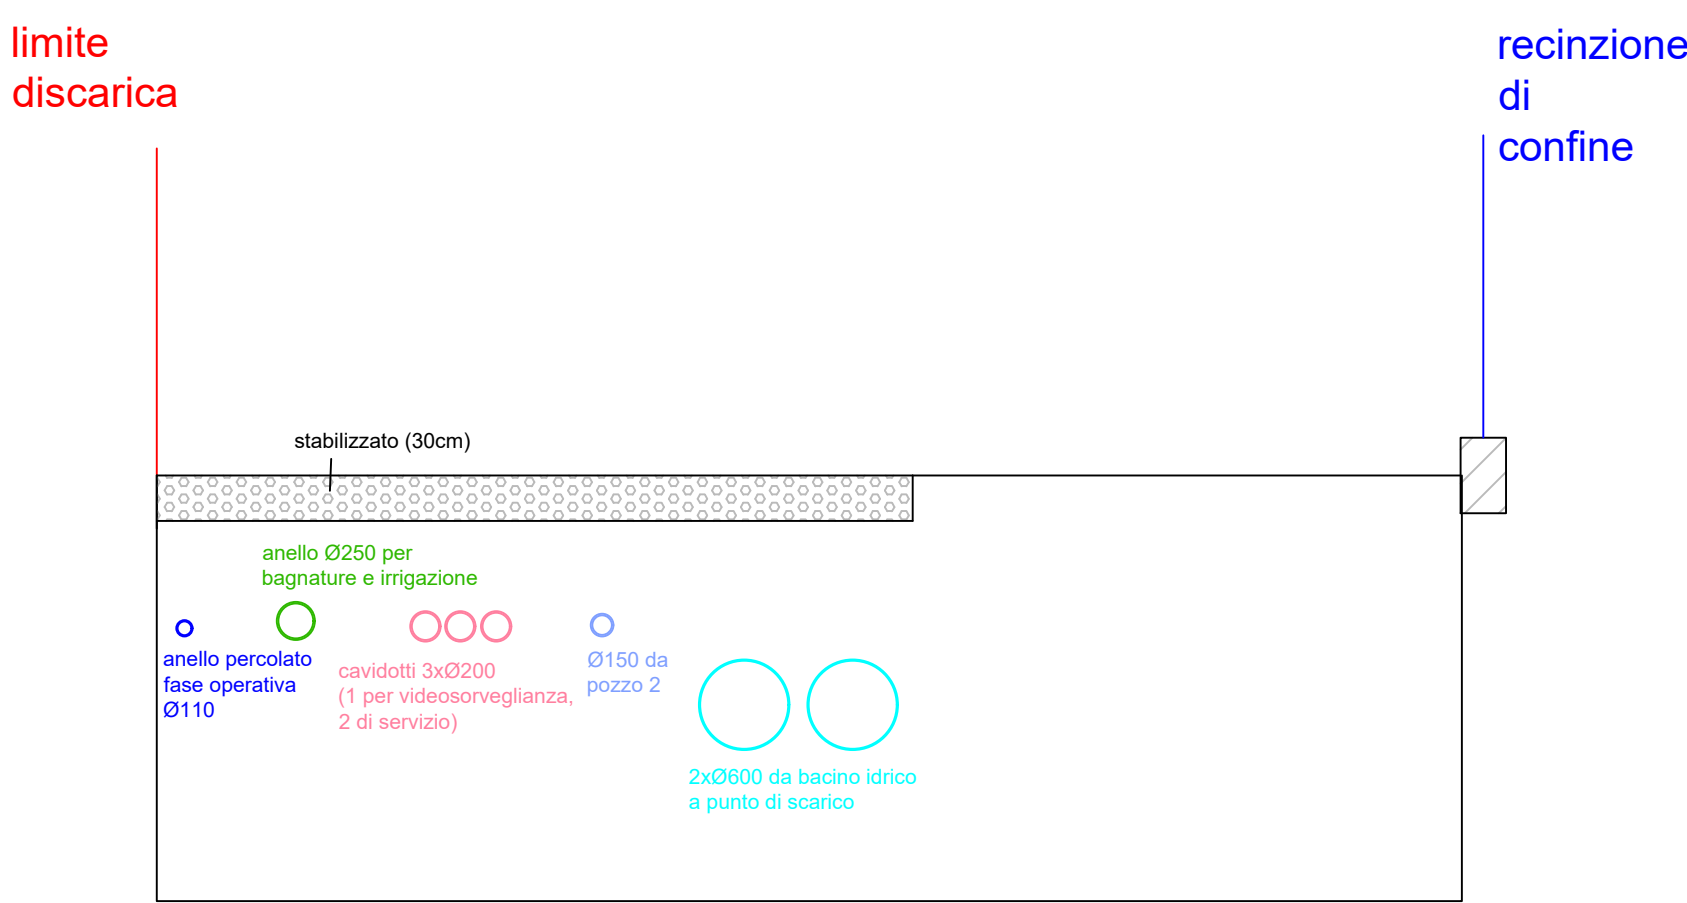 limite
discarica
recinzione
di
confine
stabilizzato (30cm)
anello Ø250 per
bagnature e irrigazione
anello percolato
fase operativa
Ø110
cavidotti 3xØ200
(1 per videosorveglianza,
2 di servizio)
Ø150 da
pozzo 2
2xØ600 da bacino idrico
a punto di scarico